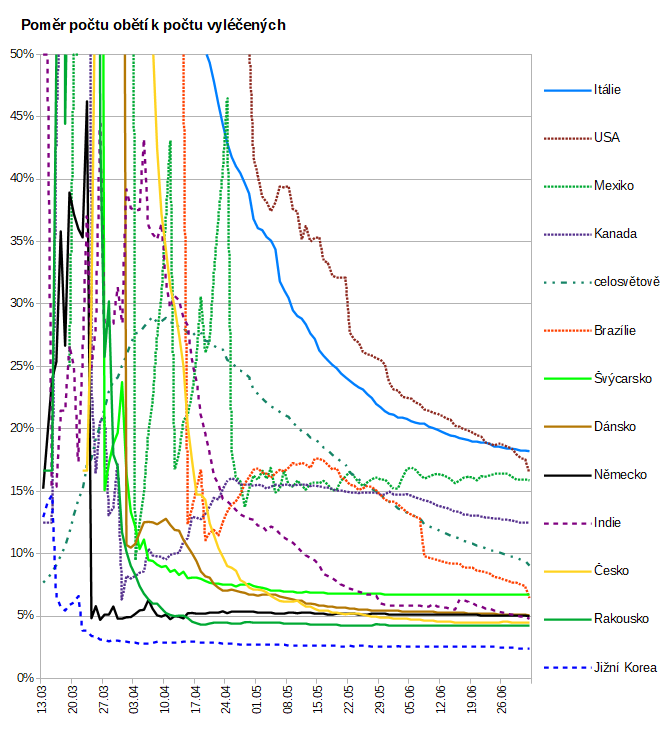 Poměr počtu obětí k počtu vyléčených
50%
45%
40%
35%
30%
25%
20%
15%
10%
5%
0%
13.03
20.03
27.03
03.04
10.04
17.04
24.04
01.05
08.05
15.05
22.05
29.05
05.06
12.06
19.06
26.06
Itálie
USA
Mexiko
Kanada
celosvětově
Brazílie
Švýcarsko
Dánsko
Německo
Indie
Česko
Rakousko
Jižní Korea